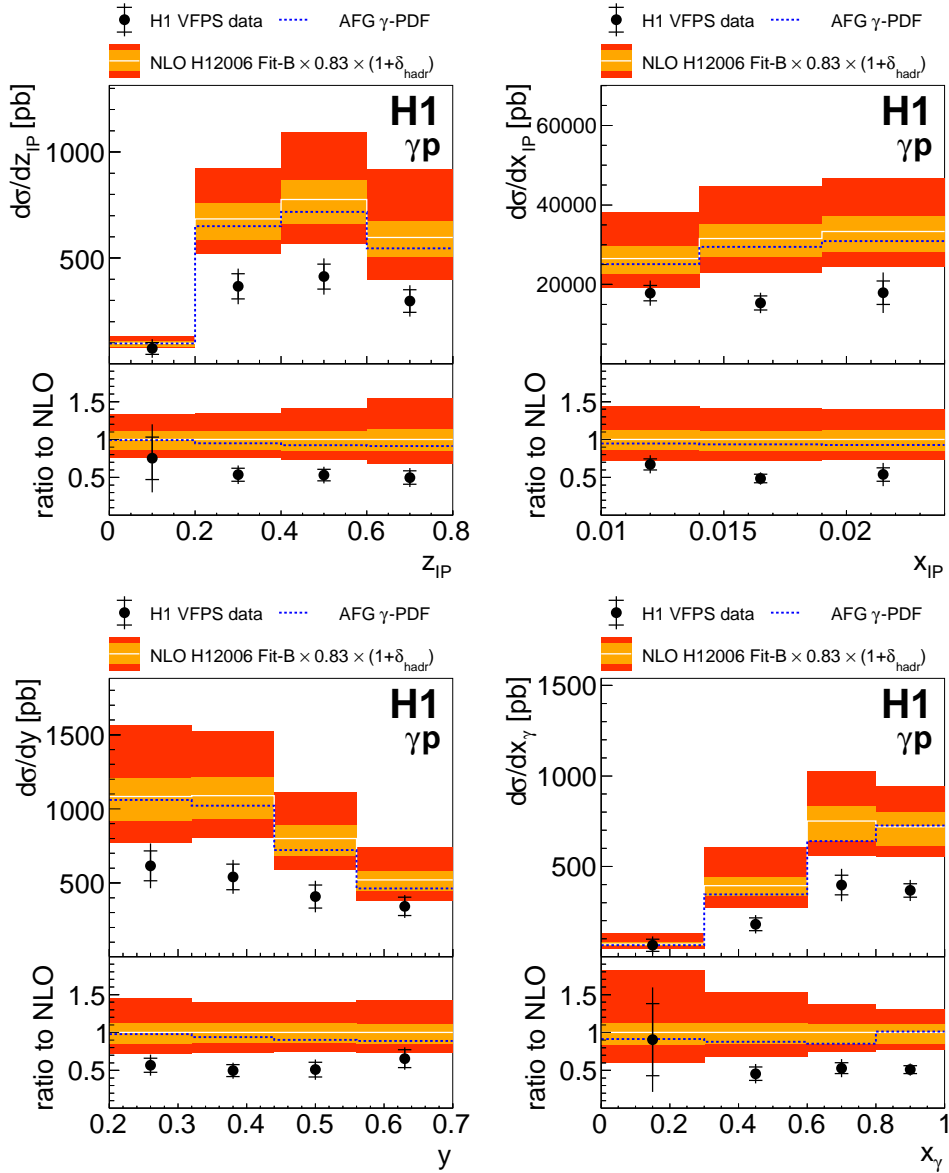 H1 VFPS data AFG γ-PDF
NLO H12006 Fit-B × 0.83 × (1+δhadr)
H1
γp
dσ/dz_IP [pb]
1000
500
ratio to NLO
1.5
1
0.5
0 0.2 0.4 0.6 0.8
z_IP
H1 VFPS data AFG γ-PDF
NLO H12006 Fit-B × 0.83 × (1+δhadr)
H1
γp
dσ/dx_IP [pb]
60000
40000
20000
ratio to NLO
1.5
1
0.5
0.01 0.015 0.02
x_IP
H1 VFPS data AFG γ-PDF
NLO H12006 Fit-B × 0.83 × (1+δhadr)
H1
γp
dσ/dy [pb]
1500
1000
500
ratio to NLO
1.5
1
0.5
0.2 0.3 0.4 0.5 0.6 0.7
y
H1 VFPS data AFG γ-PDF
NLO H12006 Fit-B × 0.83 × (1+δhadr)
H1
γp
dσ/dx_γ [pb]
1500
1000
500
ratio to NLO
1.5
1
0.5
0 0.2 0.4 0.6 0.8 1
x_γ